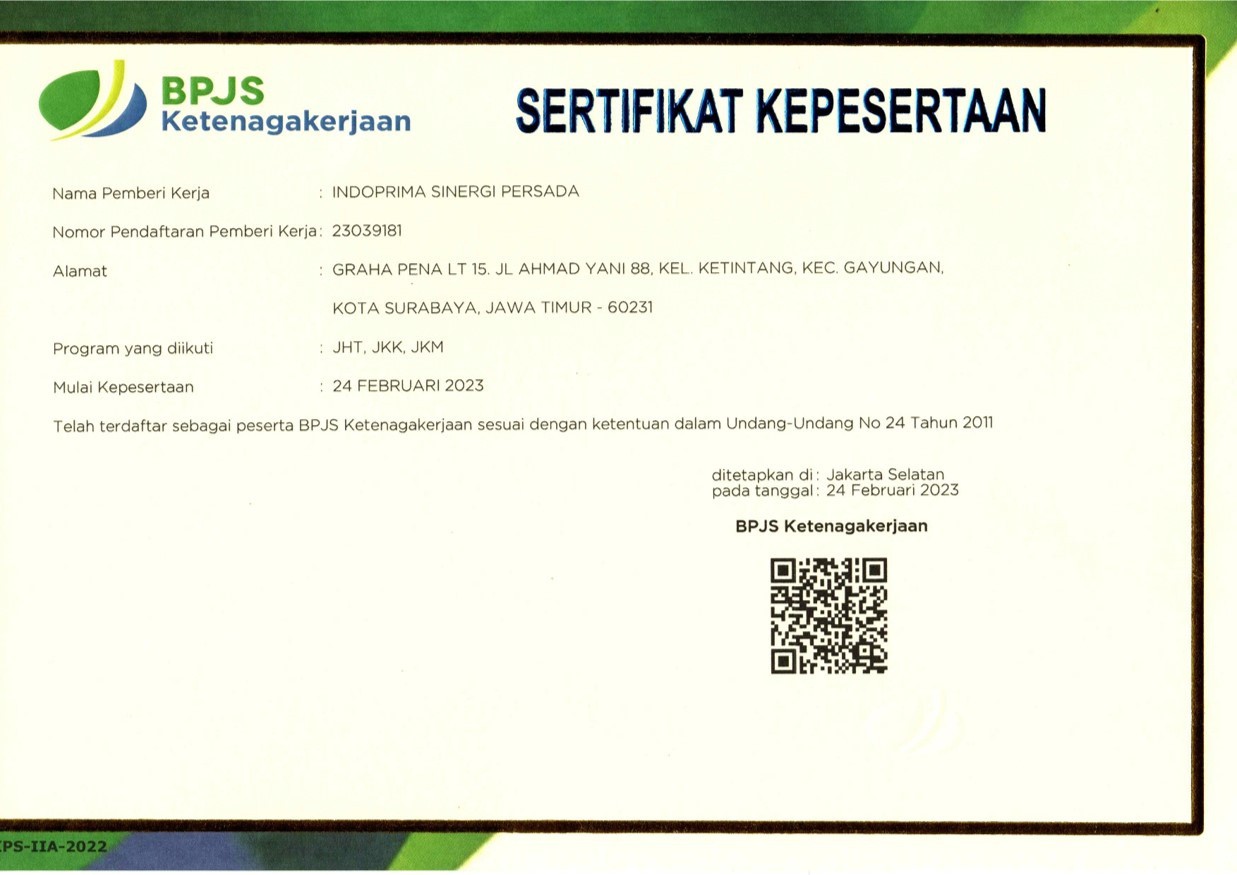 BPJS
Ketenagakerjaan
SERTIFIKAT KEPESERTAAN
Nama Pemberi Kerja : INDOPRIMA SINERGI PERSADA
Nomor Pendaftaran Pemberi Kerja : 23039181
Alamat : GRAHA PENA LT 15. JL AHMAD YANI 88, KEL. KETINTANG, KEC. GAYUNGAN,
KOTA SURABAYA, JAWA TIMUR - 60231
Program yang diikuti : JHT, JKK, JKM
Mulai Kepesertaan : 24 FEBRUARI 2023
Telah terdaftar sebagai peserta BPJS Ketenagakerjaan sesuai dengan ketentuan dalam Undang-Undang No 24 Tahun 2011
ditetapkan di : Jakarta Selatan
pada tanggal : 24 Februari 2023
BPJS Ketenagakerjaan
PS-IIA-2022